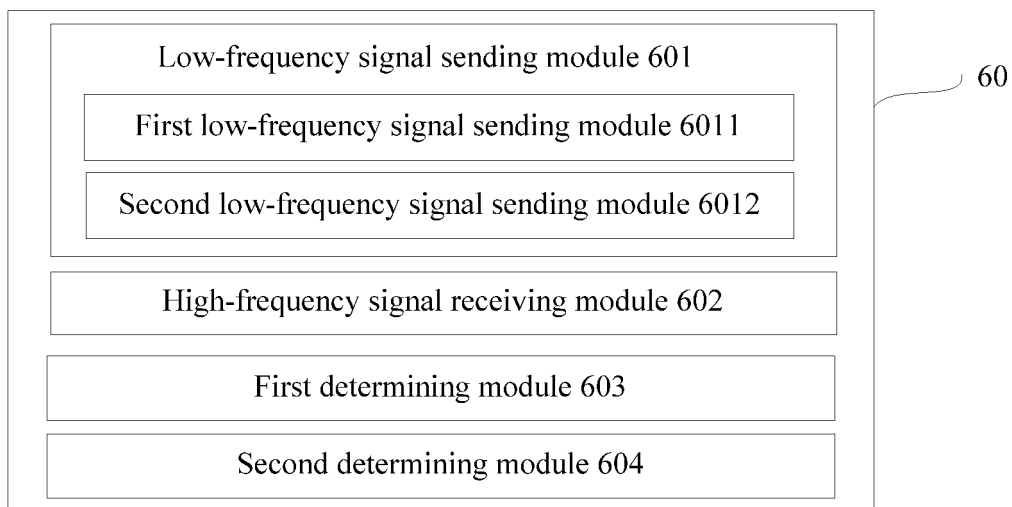 Low-frequency signal sending module 601
60
First low-frequency signal sending module 6011
Second low-frequency signal sending module 6012
High-frequency signal receiving module 602
First determining module 603
Second determining module 604